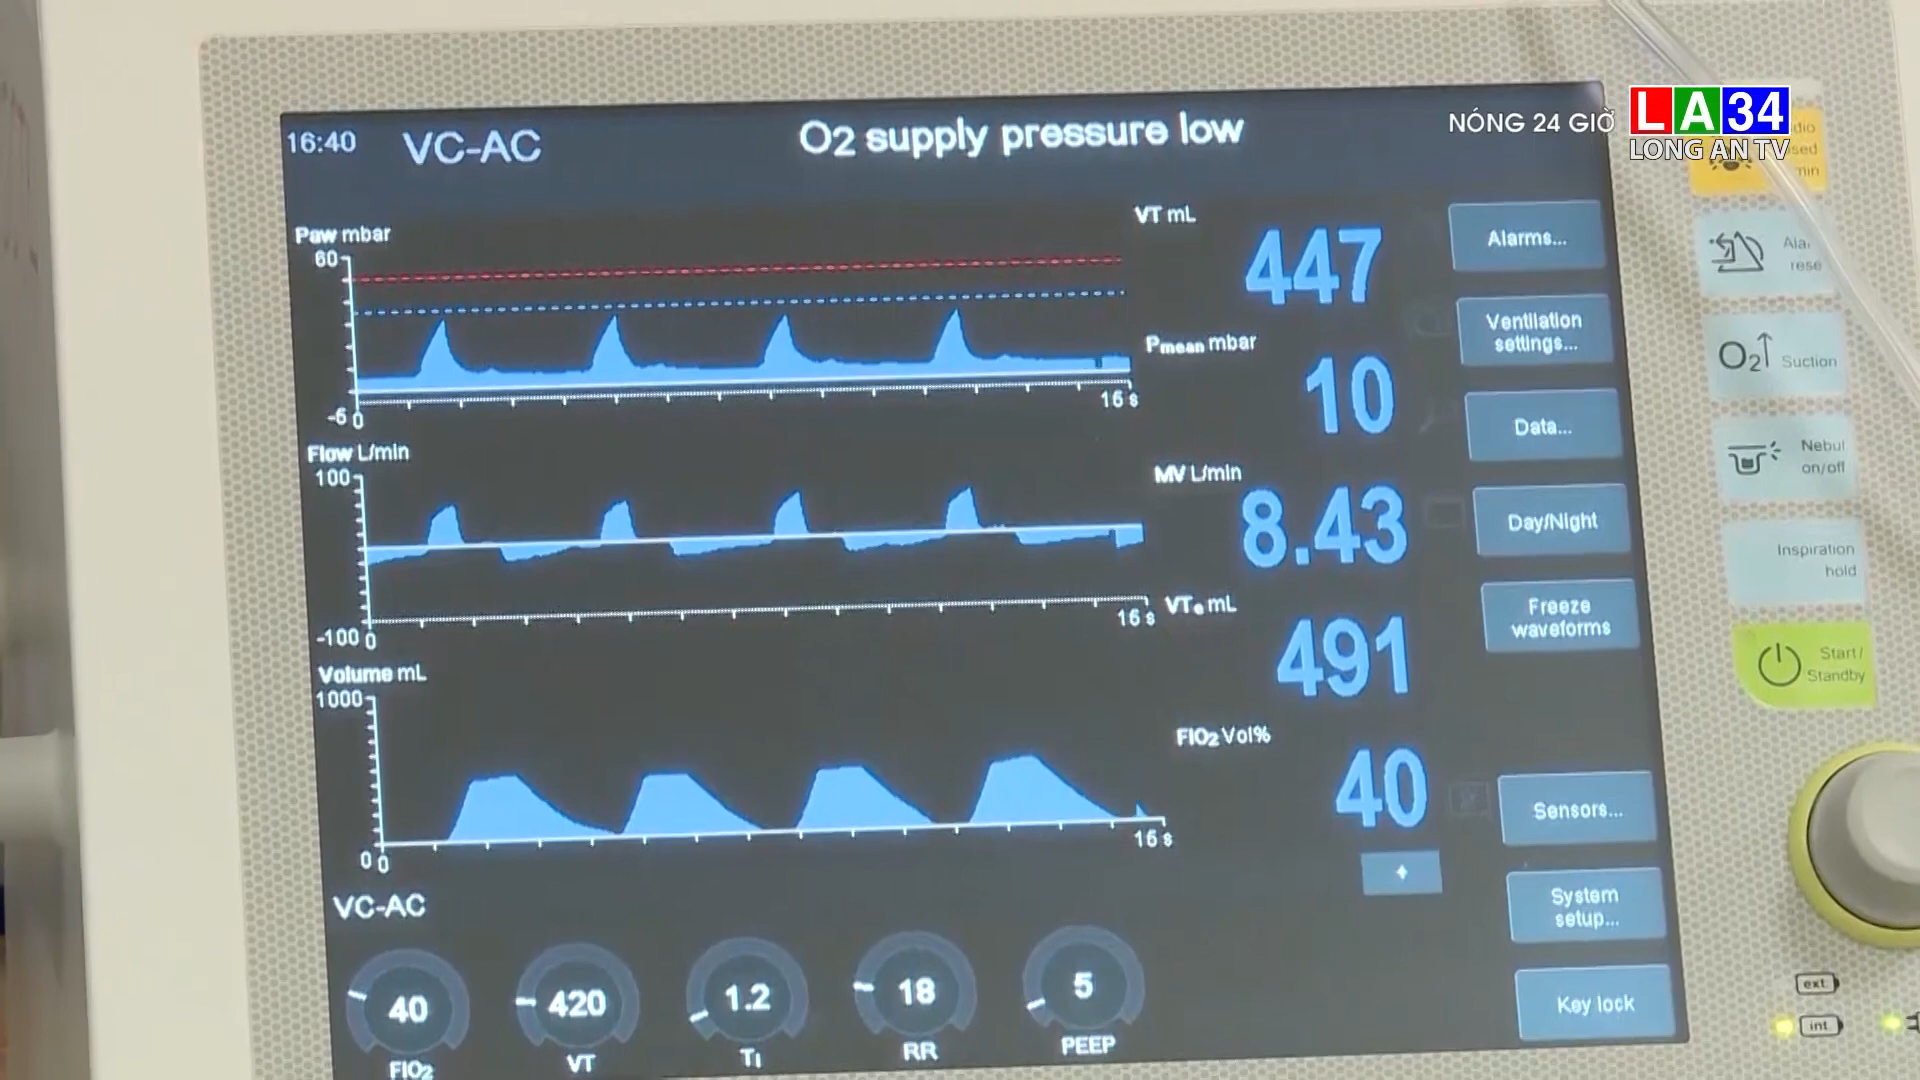 16:40
VC-AC
O2 supply pressure low
NÓNG 24 GIỜ
LA34
LONG AN TV
Paw mbar
60
-6 0
16 s
Flow L/min
100
-100 0
16 s
Volume mL
1000
0 0
16 s
VT mL
447
Pmean mbar
10
MV L/min
8.43
VTe mL
491
FIO2 Vol%
40
Alarms...
Ventilation
settings...
Data...
Day/Night
Freeze
waveforms
Sensors...
System
setup...
Key lock
O2 Suction
Nebul
on/off
Inspiration
hold
Start/
Standby
ext.
int.
VC-AC
40
420
1.2
18
5
FIO2
VT
TI
RR
PEEP